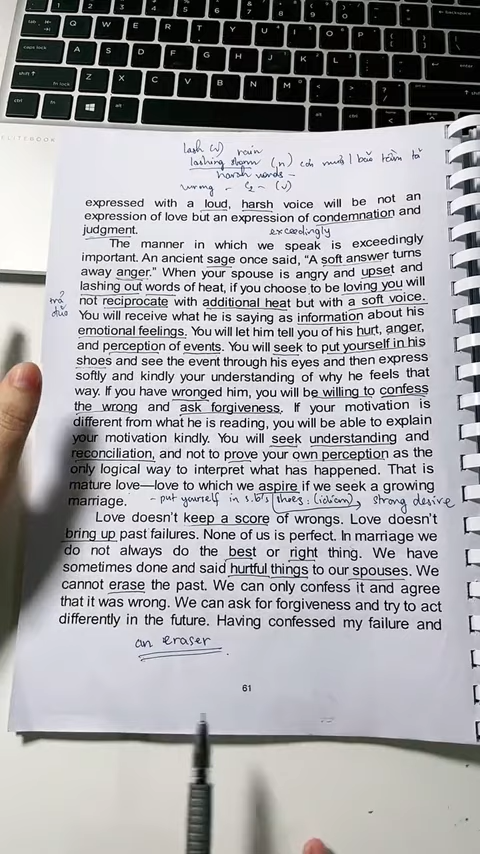 ELITEBOOK
lash (v) rain
lashing storm (n)
harsh words -
wrong - (v)
expressed with a loud, harsh voice will be not an
expression of love but an expression of condemnation and
judgment.
exceedingly
The manner in which we speak is exceedingly
important. An ancient sage once said, “A soft answer turns
away anger.” When your spouse is angry and upset and
lashing out words of heat, if you choose to be loving you will
not reciprocate with additional heat but with a soft voice.
You will receive what he is saying as information about his
emotional feelings. You will let him tell you of his hurt, anger,
and perception of events. You will seek to put yourself in his
shoes and see the event through his eyes and then express
softly and kindly your understanding of why he feels that
way. If you have wronged him, you will be willing to confess
the wrong and ask forgiveness. If your motivation is
different from what he is reading, you will be able to explain
your motivation kindly. You will seek understanding and
reconciliation, and not to prove your own perception as the
only logical way to interpret what has happened. That is
mature love—love to which we aspire if we seek a growing
marriage.
- put yourself in s.b's shoes: (idiom)
strong desire
Love doesn’t keep a score of wrongs. Love doesn’t
bring up past failures. None of us is perfect. In marriage we
do not always do the best or right thing. We have
sometimes done and said hurtful things to our spouses. We
cannot erase the past. We can only confess it and agree
that it was wrong. We can ask for forgiveness and try to act
differently in the future. Having confessed my failure and
an eraser
61